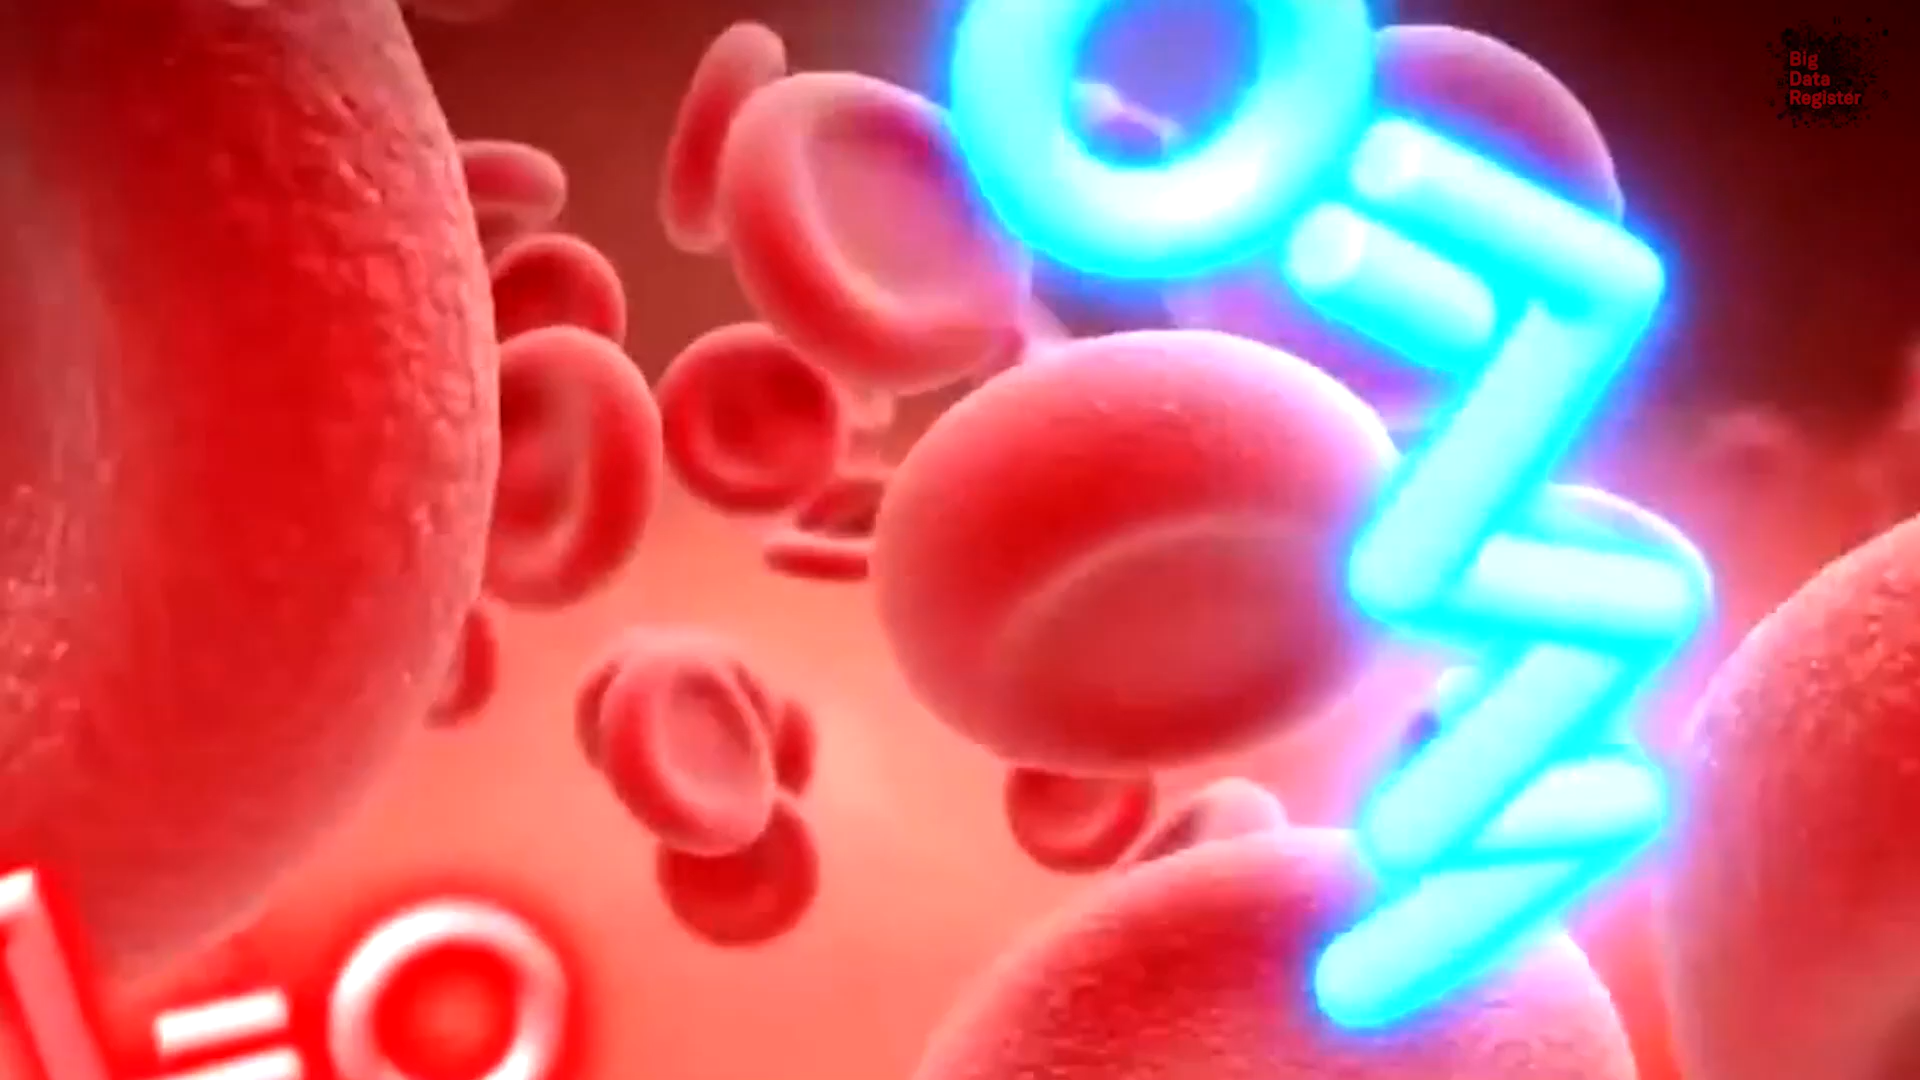 Big
Data
Register
O
=O